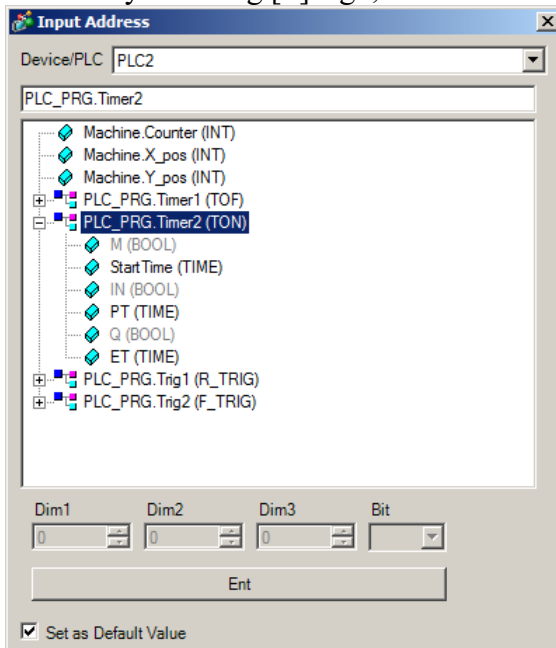 Input Address
Device/PLC PLC2
PLC_PRG.Timer2
Machine.Counter (INT)
Machine.X_pos (INT)
Machine.Y_pos (INT)
PLC_PRG.Timer1 (TOF)
PLC_PRG.Timer2 (TON)
M (BOOL)
StartTime (TIME)
IN (BOOL)
PT (TIME)
Q (BOOL)
ET (TIME)
PLC_PRG.Trig1 (R_TRIG)
PLC_PRG.Trig2 (F_TRIG)
Dim1 Dim2 Dim3 Bit
0 0 0
Ent
Set as Default Value